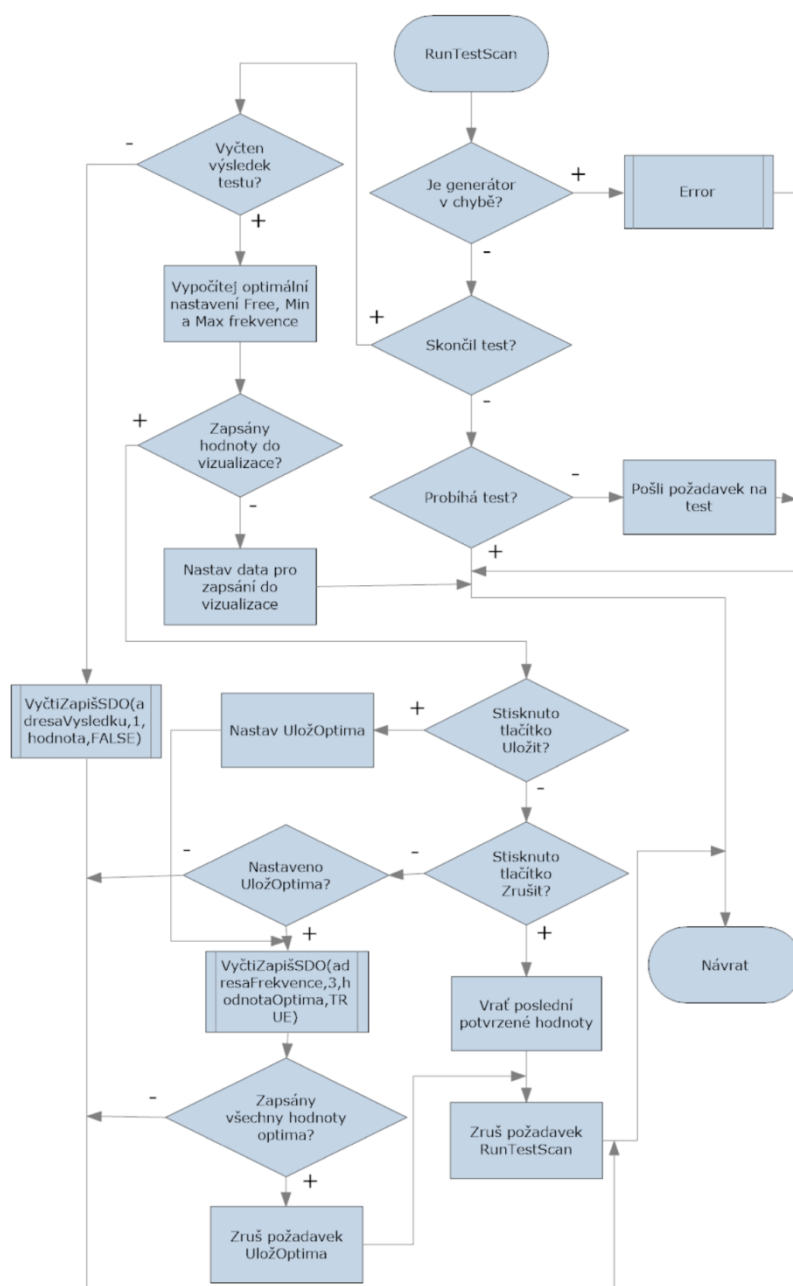 RunTestScan
Je generátor
v chybě?
+
-
Error
Skončil test?
+
-
Probíhá test?
-
+
Pošli požadavek na
test
Vyčten
výsledek
testu?
-
+
Vypočítej optimální
nastavení Free, Min
a Max frekvence
Zapsány
hodnoty do
vizualizace?
+
-
Nastav data pro
zapsání do
vizualizace
VyčtiZapišSDO(a
dresaVysledku,1,
hodnota,FALSE)
Stisknuto
tlačítko
Uložit?
+
-
Nastav UložOptima
Stisknuto
tlačítko
Zrušit?
-
+
Nastaveno
UložOptima?
-
+
VyčtiZapišSDO(ad
resaFrekvence,3,h
odnotaOptima,T
RUE)
Vrať poslední
potvrzené hodnoty
Návrat
Zapsány
všechny hodnoty
optima?
-
+
Zruš požadavek
RunTestScan
Zruš požadavek
UložOptima